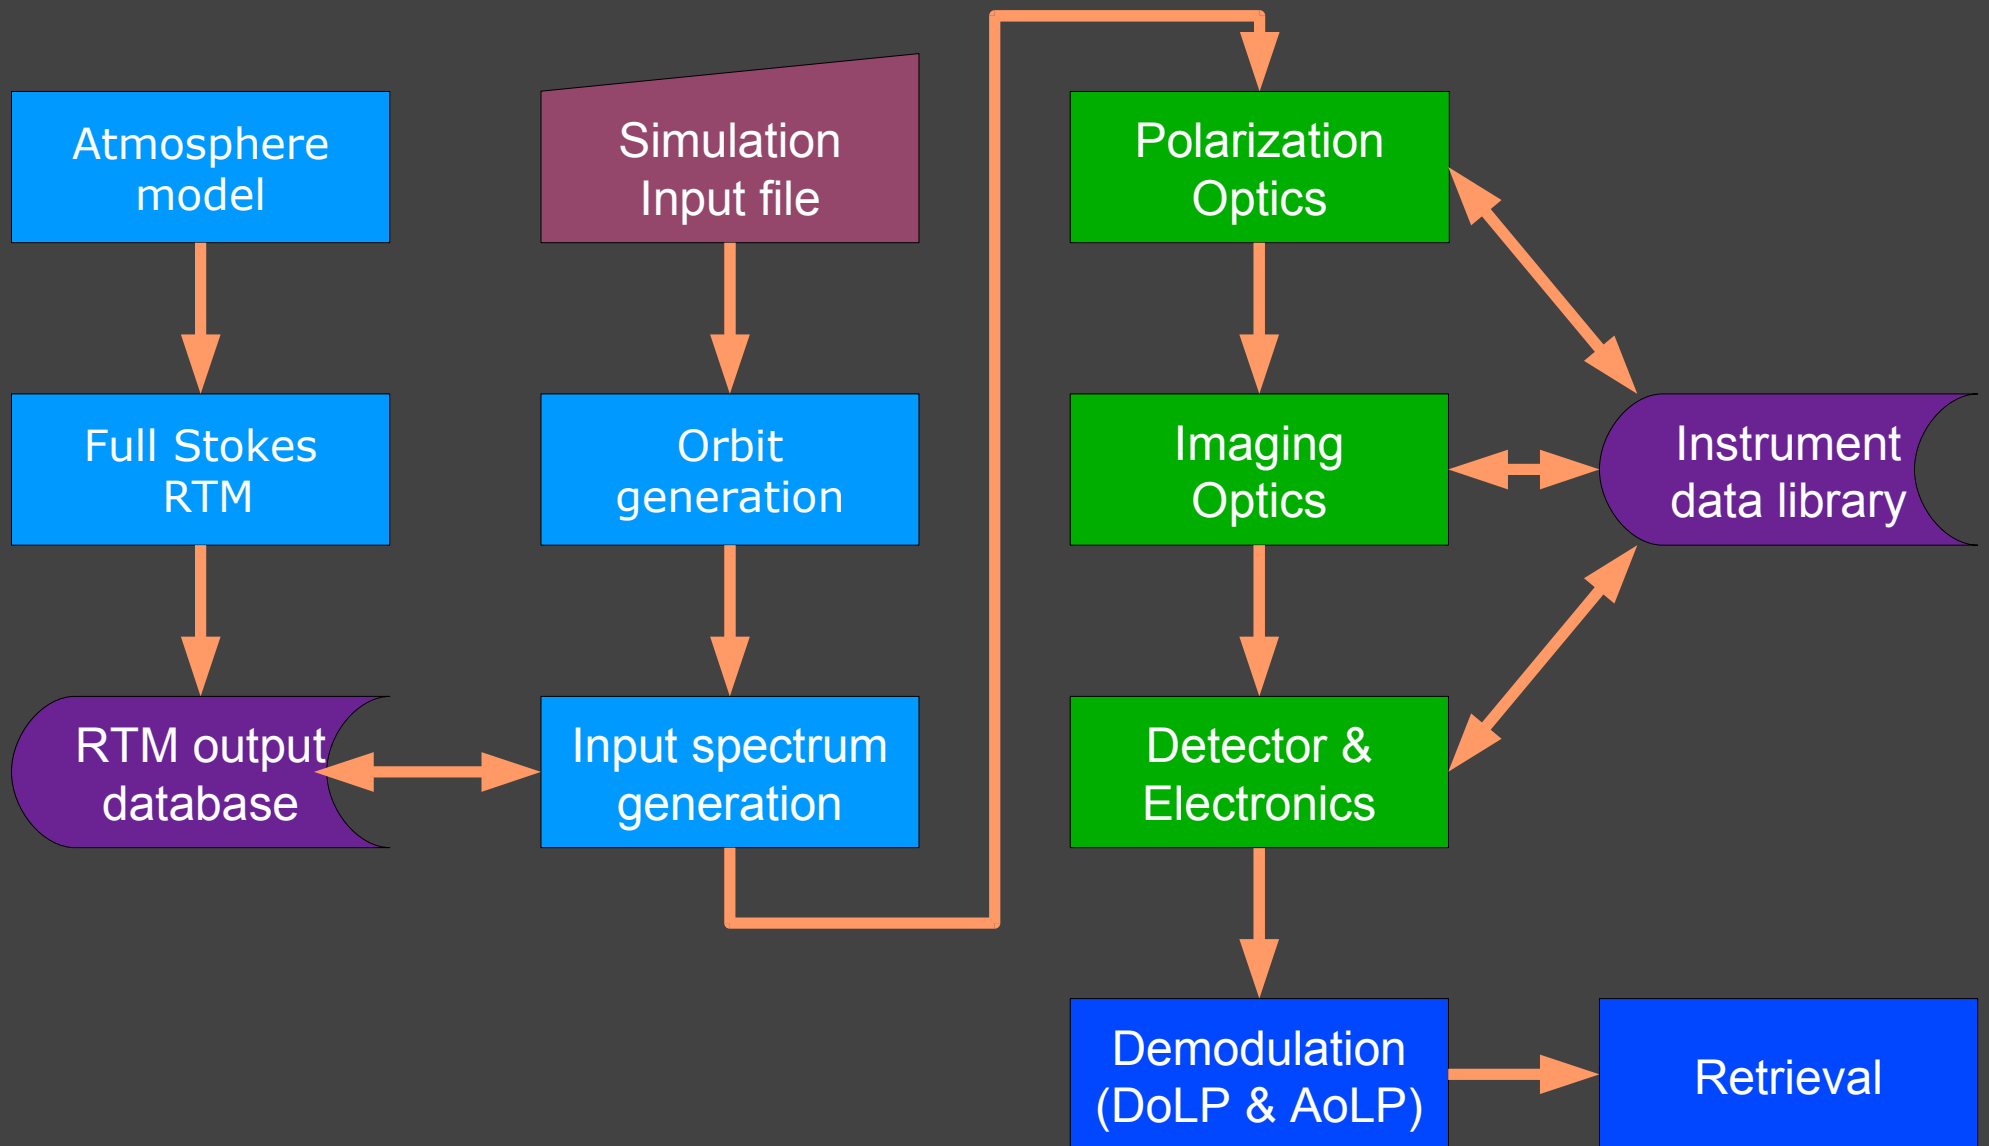 Atmosphere
model
Simulation
Input file
Polarization
Optics
Full Stokes
RTM
Orbit
generation
Imaging
Optics
Instrument
data library
RTM output
database
Input spectrum
generation
Detector &
Electronics
Demodulation
(DoLP & AoLP)
Retrieval